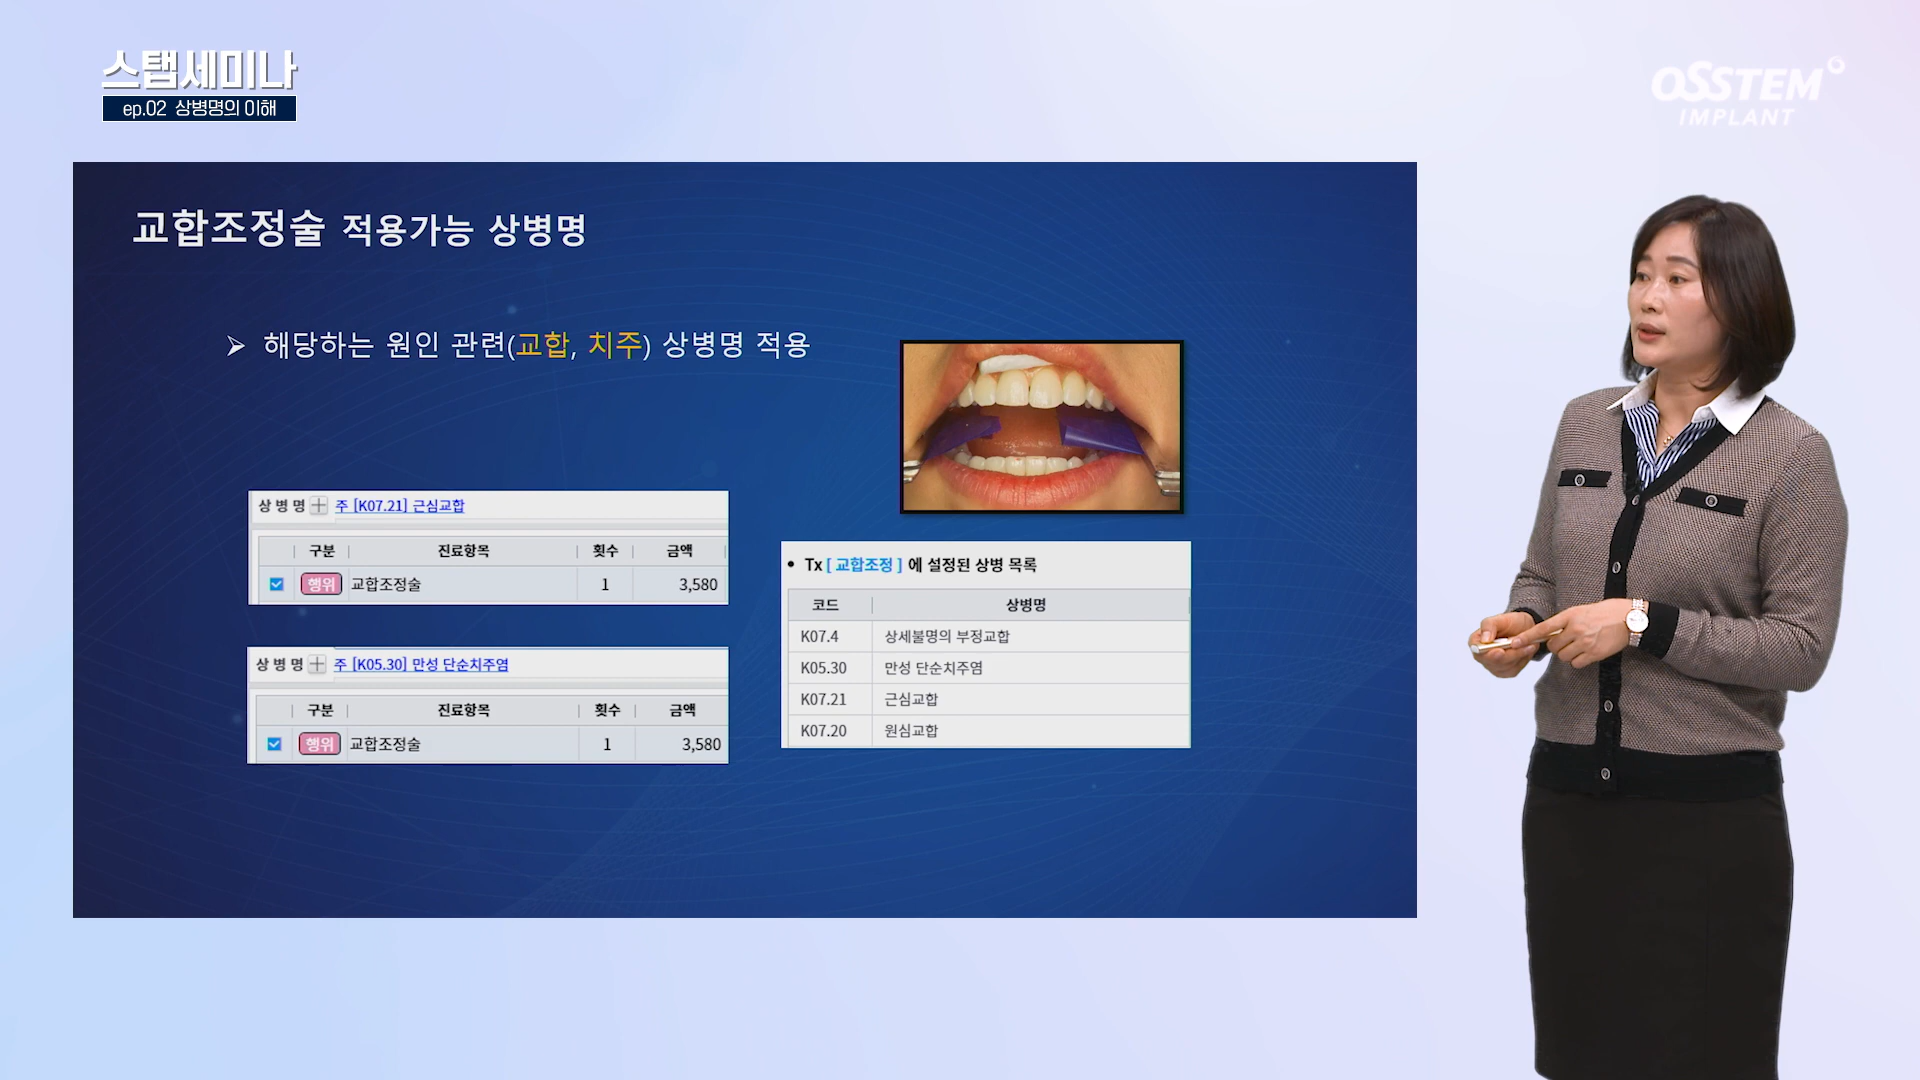 스탭세미나
ep.02 상병명의 이해
OSSTEM
IMPLANT
교합조정술 적용가능 상병명
➢ 해당하는 원인 관련(교합, 치주) 상병명 적용
상 병 명 주 [K07.21] 근심교합
구분 진료항목 횟수 금액
행위 교합조정술 1 3,580
상 병 명 주 [K05.30] 만성 단순치주염
구분 진료항목 횟수 금액
행위 교합조정술 1 3,580
• Tx [ 교합조정 ] 에 설정된 상병 목록
코드 상병명
K07.4 상세불명의 부정교합
K05.30 만성 단순치주염
K07.21 근심교합
K07.20 원심교합